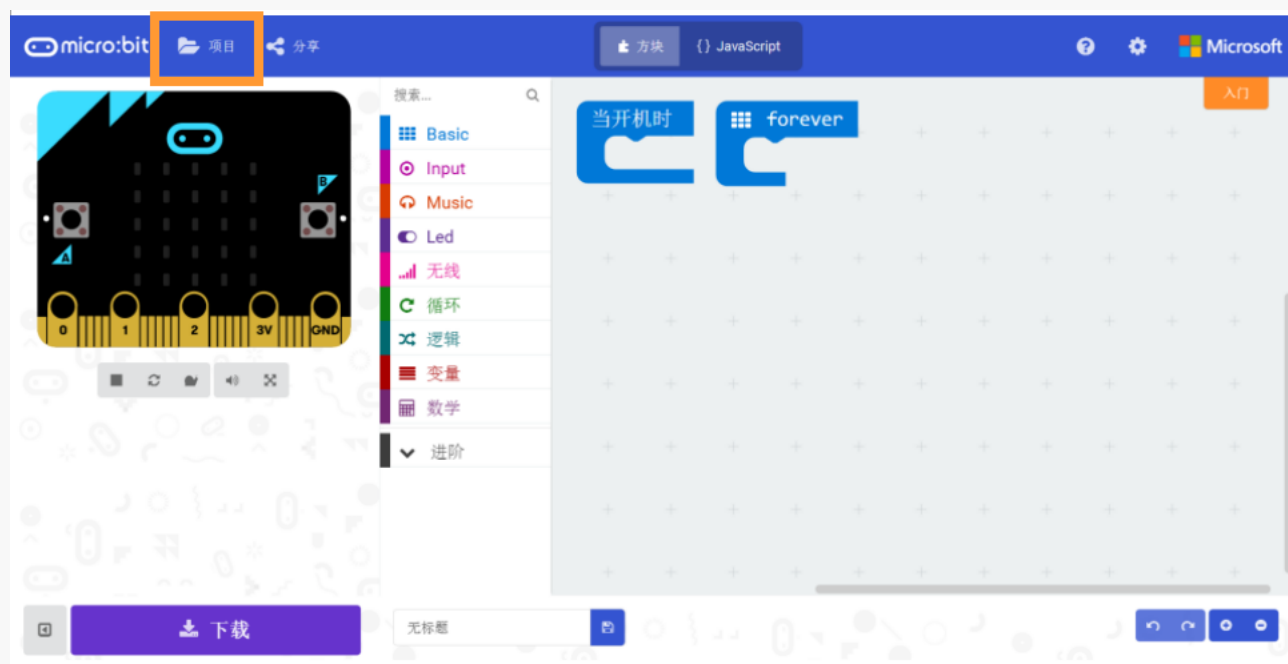 micro:bit 项目 分享 方块 {} JavaScript Microsoft
搜索... 当开机时 forever 入门
Basic
Input
Music
Led
无线
循环
逻辑
变量
数学
进阶
B
A
0 1 2 3V GND
下载 无标题